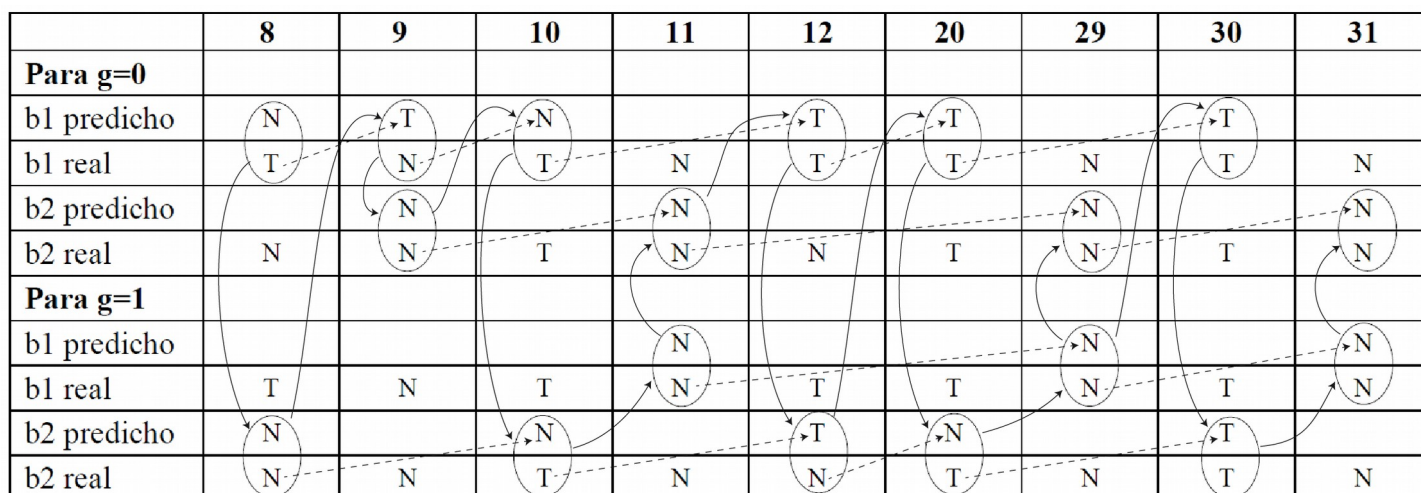 8 9 10 11 12 20 29 30 31
Para g=0
b1 predicho N T N T T T
b1 real T N T N T T N T N
b2 predicho N N N N
b2 real N N T N N T N T N
Para g=1
b1 predicho N N N
b1 real T N T N T T N T N
b2 predicho N N T N T
b2 real N N T N N T N T N